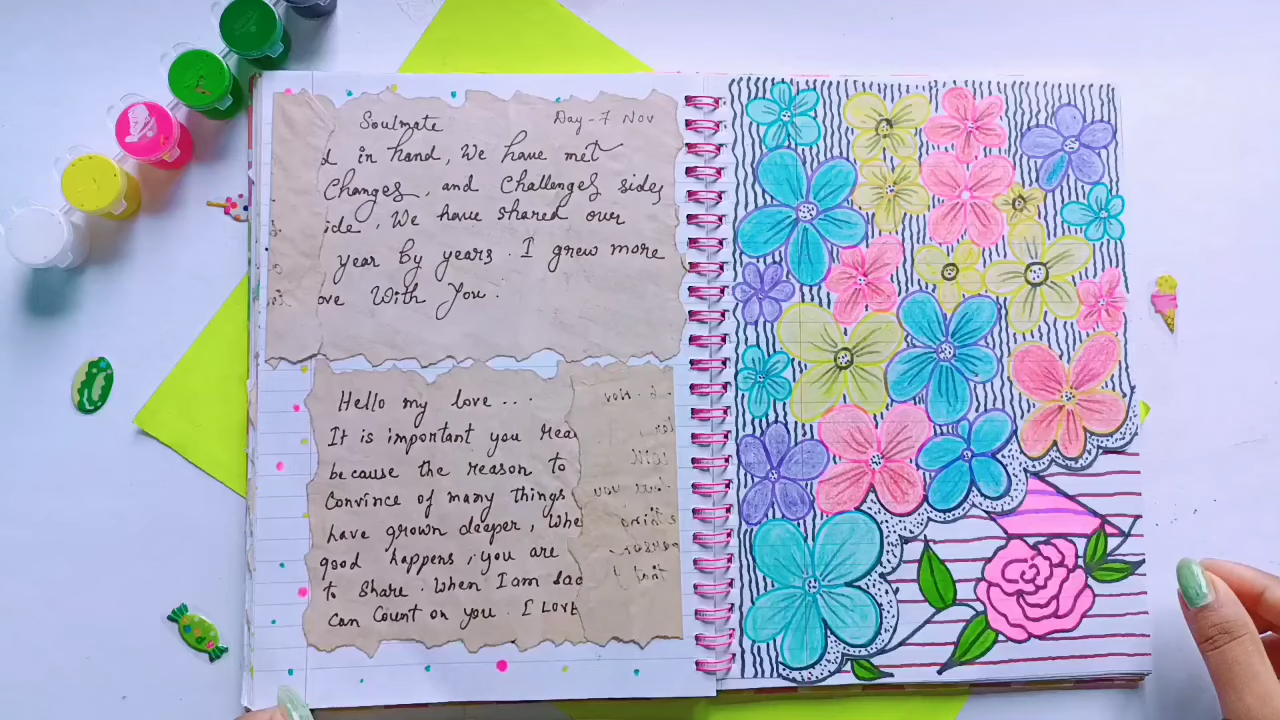 Soulmate
Day-7 Nov
d in hand, We have met
Changes, and Challenges sides
ide, We have shared over
year by years. I grew more
ove With You.
Hello my love...
It is important you rea
because the reason to
Convince of many things
have grown deeper, Whe
good happens, you are
to Share. When I am sad
can Count on you. I LOVE